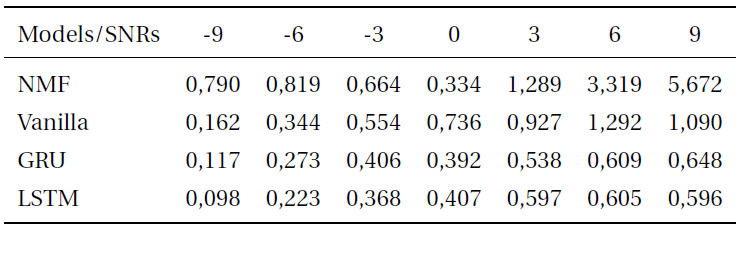 Models/SNRs -9 -6 -3 0 3 6 9
NMF 0,790 0,819 0,664 0,334 1,289 3,319 5,672
Vanilla 0,162 0,344 0,554 0,736 0,927 1,292 1,090
GRU 0,117 0,273 0,406 0,392 0,538 0,609 0,648
LSTM 0,098 0,223 0,368 0,407 0,597 0,605 0,596